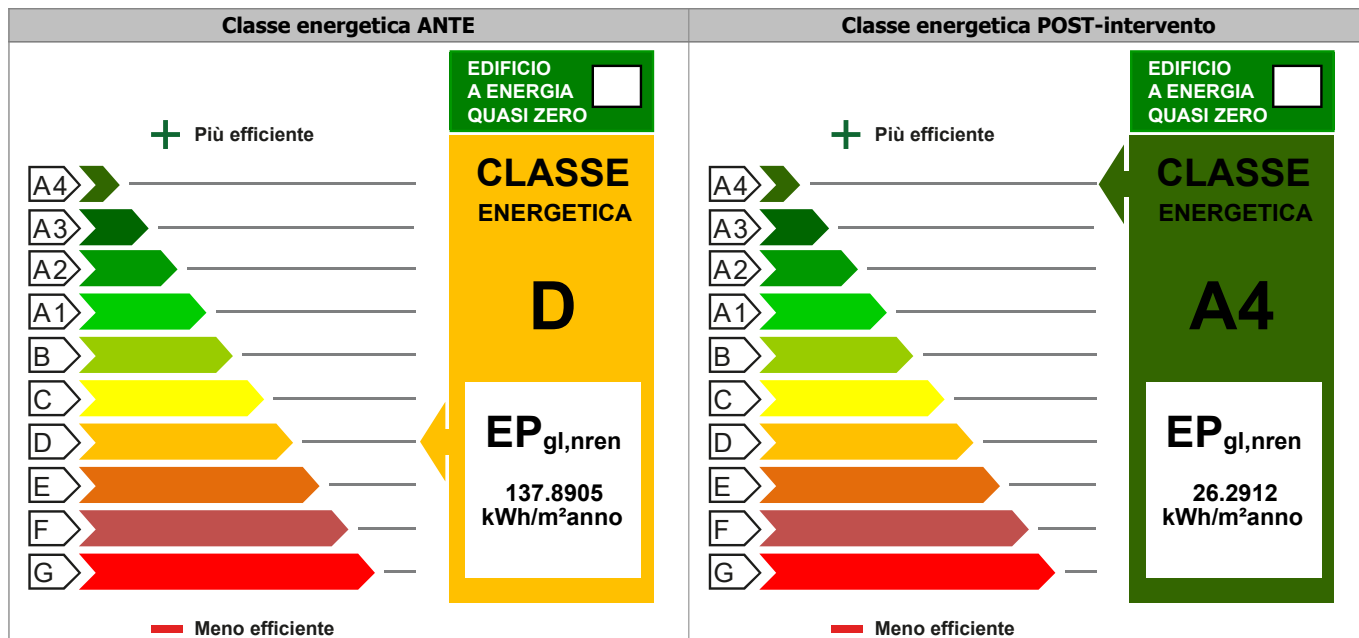 Classe energetica ANTE
EDIFICIO
A ENERGIA
QUASI ZERO
Più efficiente
CLASSE
ENERGETICA
A4
A3
A2
A1
B
C
D
E
F
G
D
EPgl,nren
137.8905
kWh/m²anno
Meno efficiente
Classe energetica POST-intervento
EDIFICIO
A ENERGIA
QUASI ZERO
Più efficiente
CLASSE
ENERGETICA
A4
A3
A2
A1
B
C
D
E
F
G
A4
EPgl,nren
26.2912
kWh/m²anno
Meno efficiente